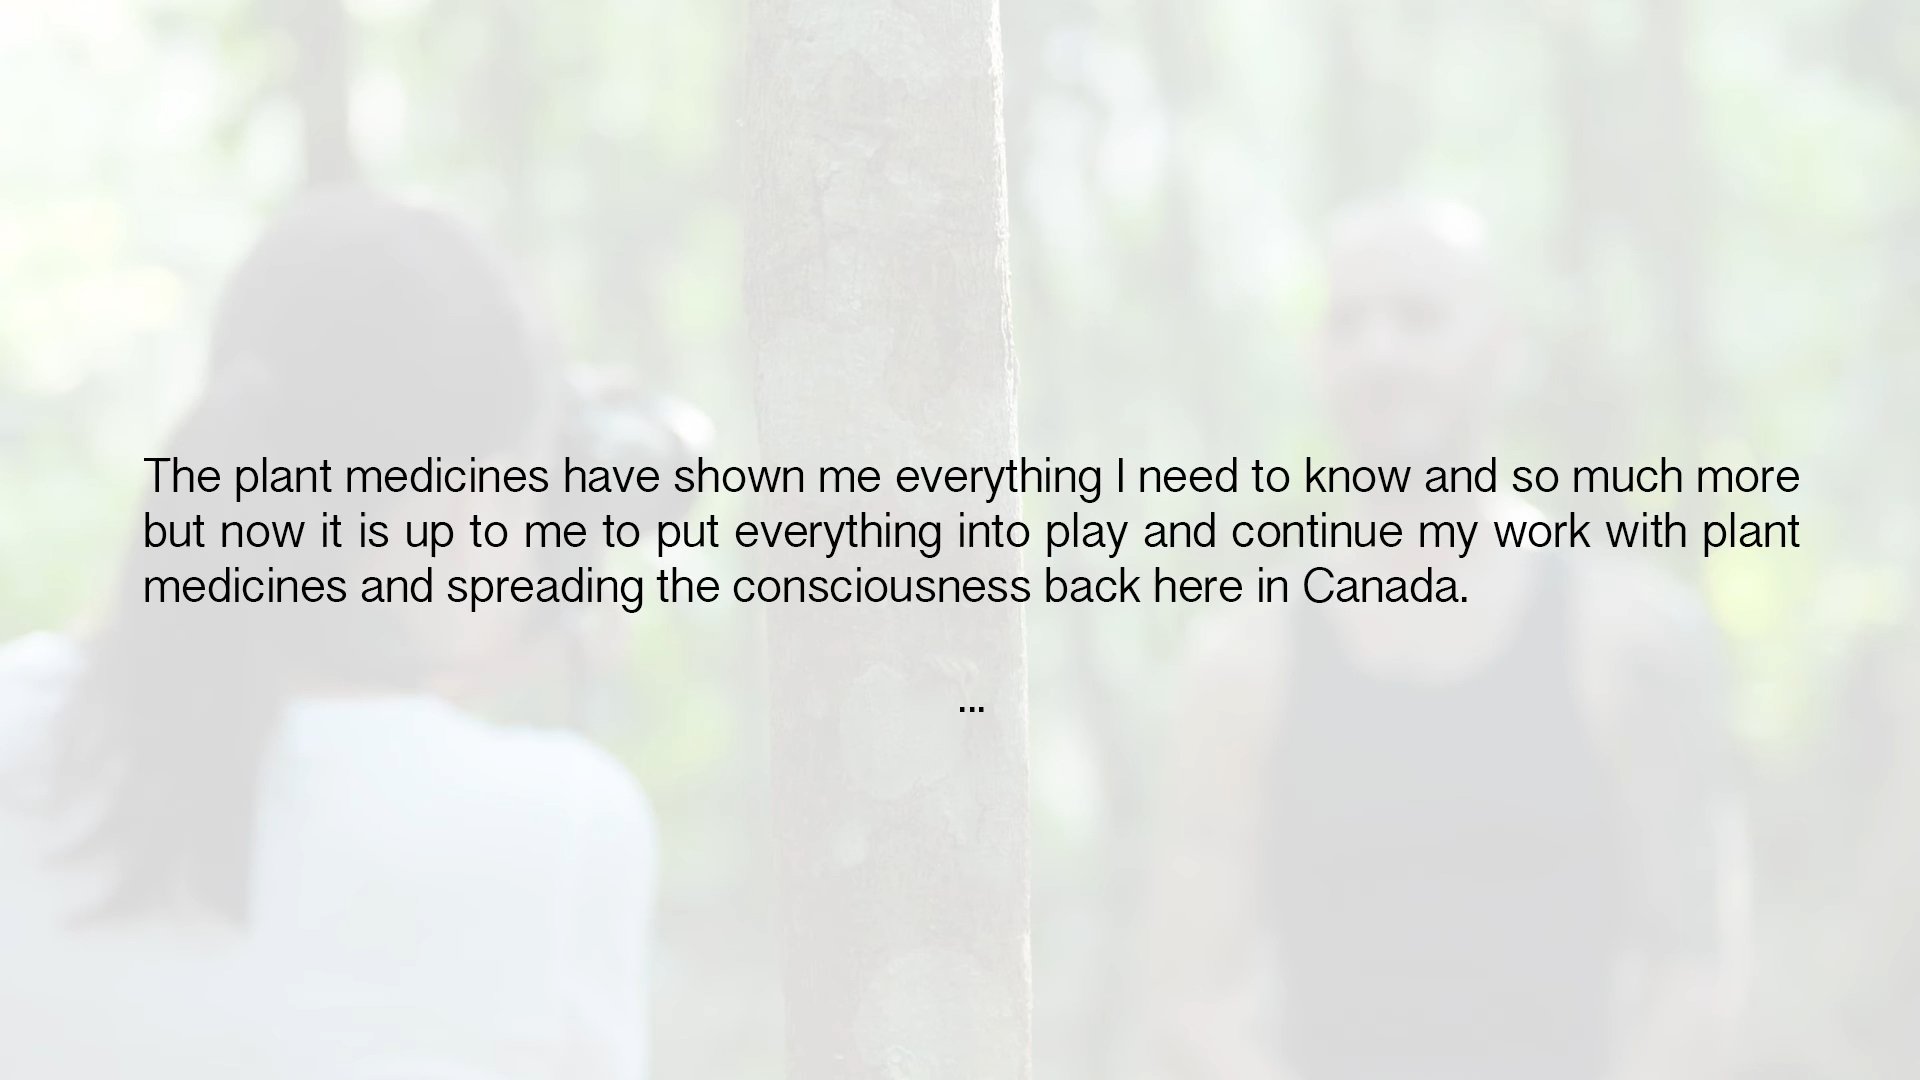 The plant medicines have shown me everything I need to know and so much more
but now it is up to me to put everything into play and continue my work with plant
medicines and spreading the consciousness back here in Canada.
...